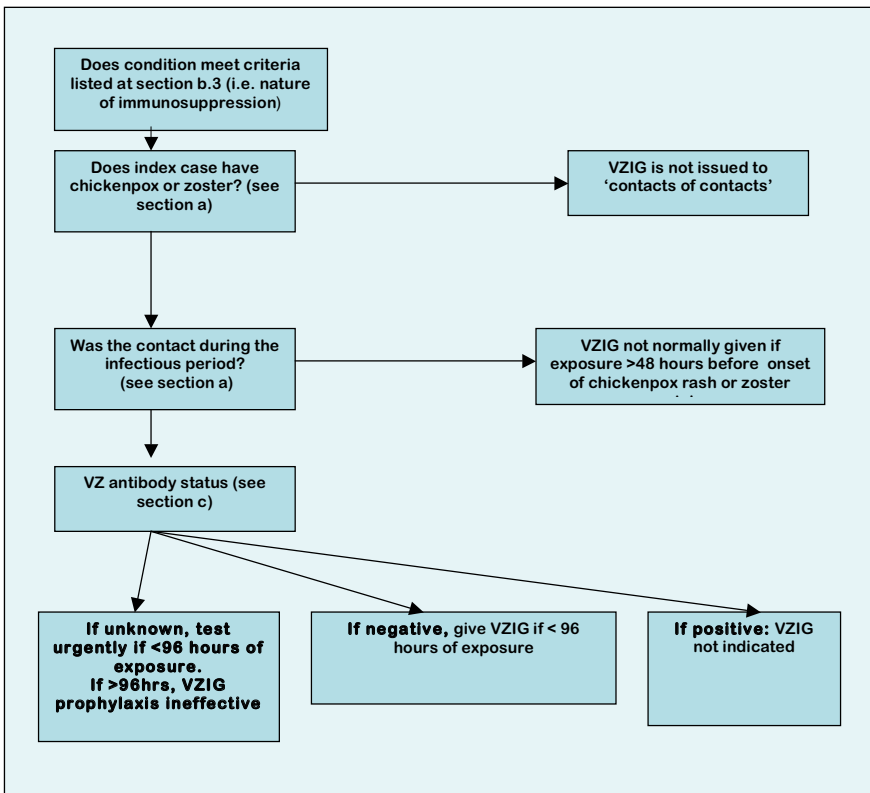 Does condition meet criteria
listed at section b.3 (i.e. nature
of immunosuppression)
Does index case have
chickenpox or zoster? (see
section a)
VZIG is not issued to
‘contacts of contacts’
Was the contact during the
infectious period?
(see section a)
VZIG not normally given if
exposure >48 hours before onset
of chickenpox rash or zoster
VZ antibody status (see
section c)
If unknown, test
urgently if <96 hours of
exposure.
If >96hrs, VZIG
prophylaxis ineffective
If negative, give VZIG if < 96
hours of exposure
If positive: VZIG
not indicated